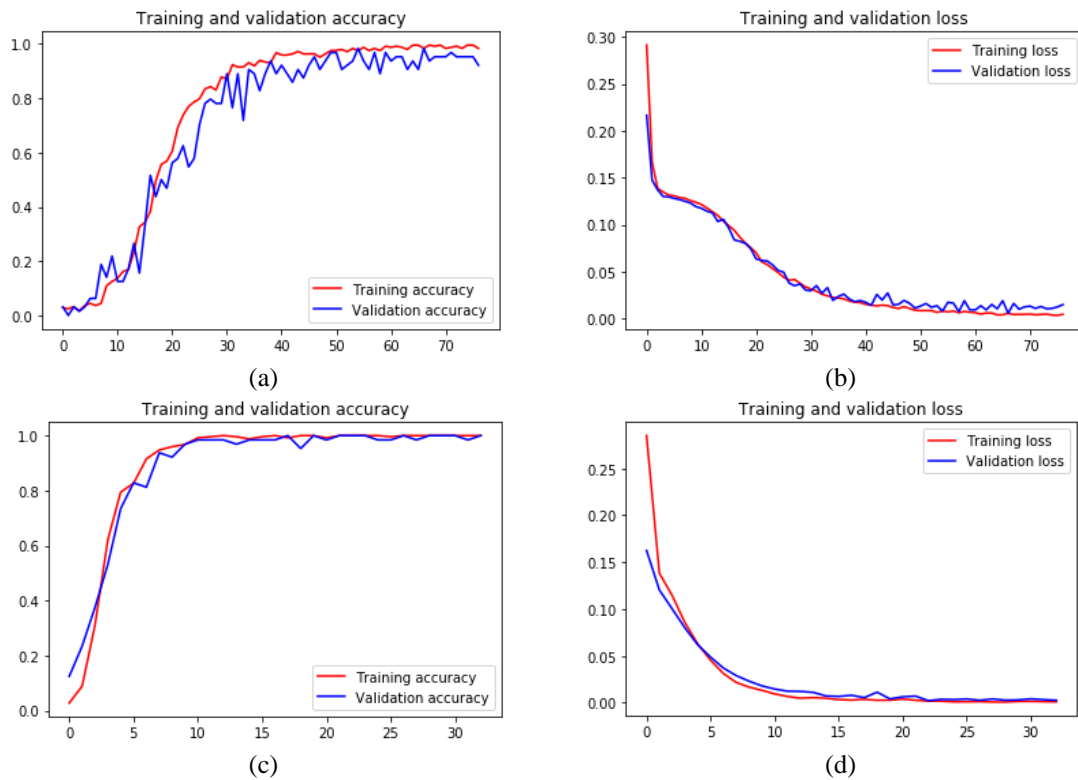 Training and validation accuracy
1.0
0.8
0.6
0.4
0.2
0.0
Training accuracy
Validation accuracy
0 10 20 30 40 50 60 70
(a)
Training and validation loss
0.30
0.25
0.20
0.15
0.10
0.05
0.00
Training loss
Validation loss
0 10 20 30 40 50 60 70
(b)
Training and validation accuracy
1.0
0.8
0.6
0.4
0.2
0.0
Training accuracy
Validation accuracy
0 5 10 15 20 25 30
(c)
Training and validation loss
0.25
0.20
0.15
0.10
0.05
0.00
Training loss
Validation loss
0 5 10 15 20 25 30
(d)